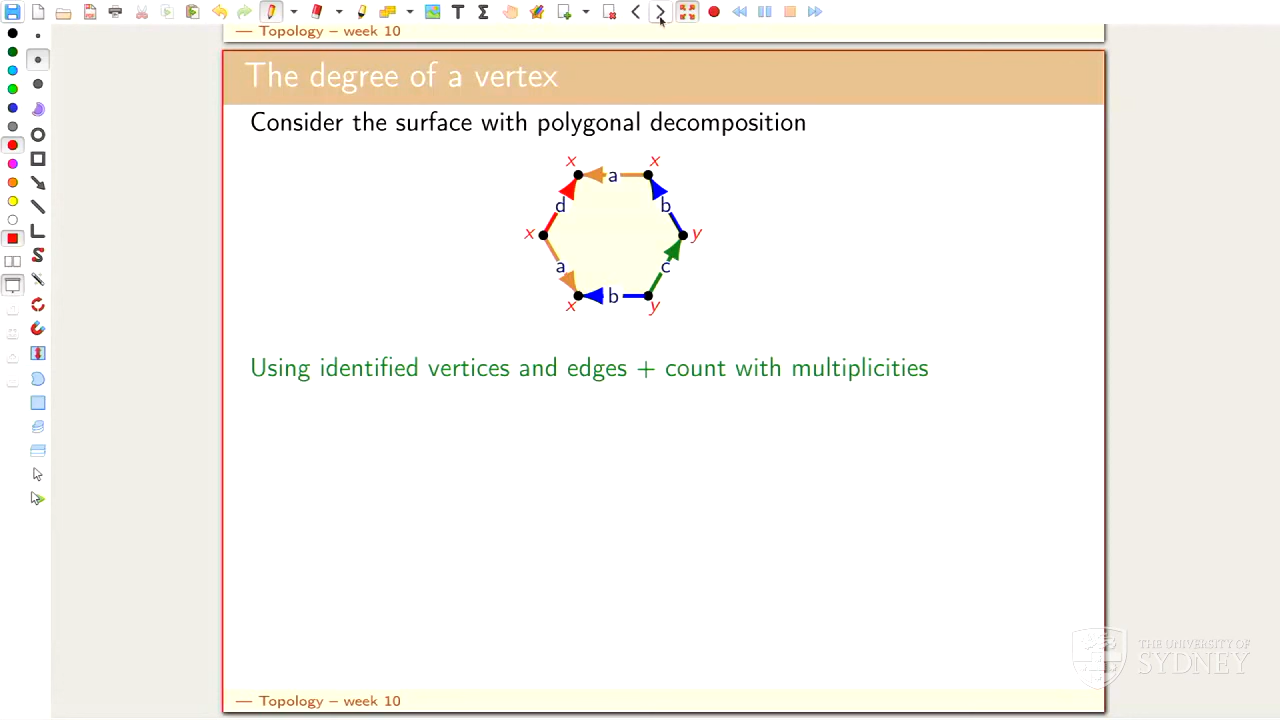 — Topology – week 10
The degree of a vertex
Consider the surface with polygonal decomposition
x x
a
d b
x y
a c
b
x y
Using identified vertices and edges + count with multiplicities
THE UNIVERSITY OF
SYDNEY
— Topology – week 10